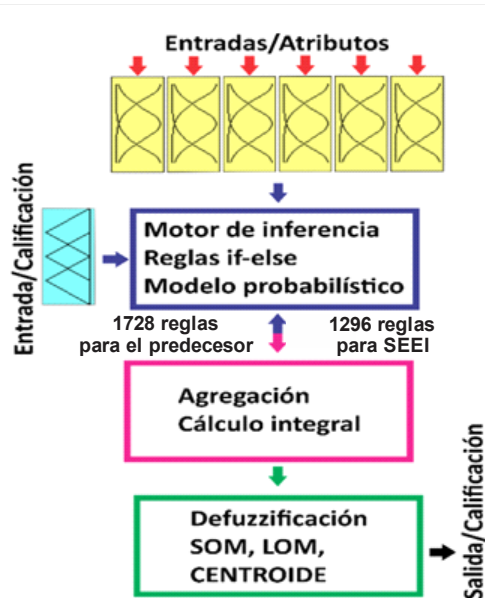 Entradas/Atributos
Entrada/Calificación
Motor de inferencia
Reglas if-else
Modelo probabilístico
1728 reglas
para el predecesor
1296 reglas
para SEEI
Agregación
Cálculo integral
Defuzzificación
SOM, LOM,
CENTROIDE
Salida/Calificación